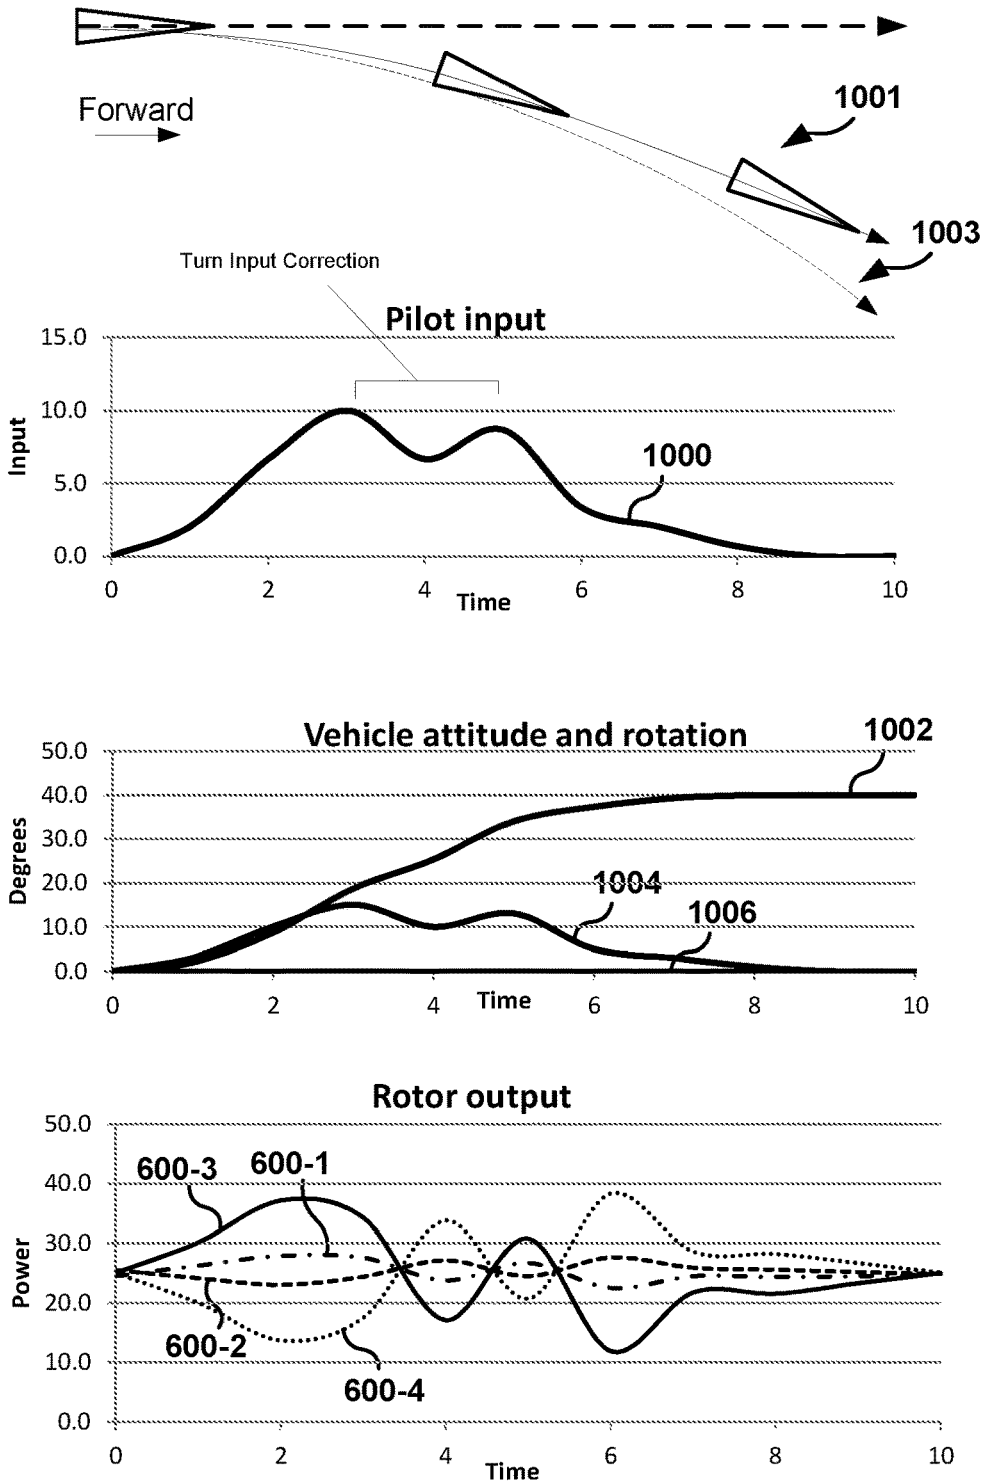 Forward
1001
1003
Turn Input Correction
Pilot input
15.0
10.0
5.0
0.0
Input
1000
0 2 4 6 8 10
Time
Vehicle attitude and rotation
1002
50.0
40.0
30.0
20.0
10.0
0.0
Degrees
1004
1006
0 2 4 6 8 10
Time
Rotor output
50.0
40.0
30.0
20.0
10.0
0.0
Power
600-3
600-1
600-2
600-4
0 2 4 6 8 10
Time